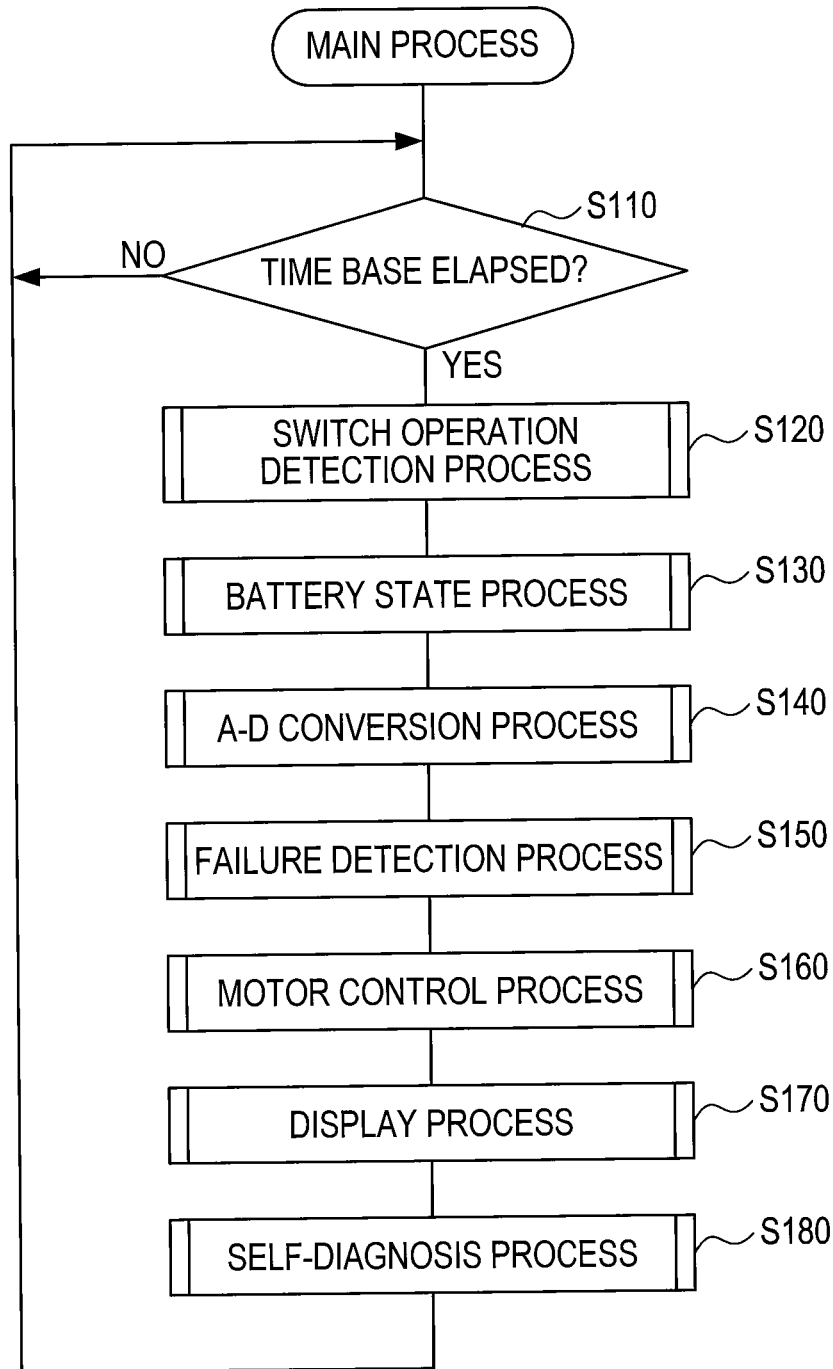 MAIN PROCESS
S110
NO
TIME BASE ELAPSED?
YES
SWITCH OPERATION
DETECTION PROCESS
S120
BATTERY STATE PROCESS
S130
A-D CONVERSION PROCESS
S140
FAILURE DETECTION PROCESS
S150
MOTOR CONTROL PROCESS
S160
DISPLAY PROCESS
S170
SELF-DIAGNOSIS PROCESS
S180